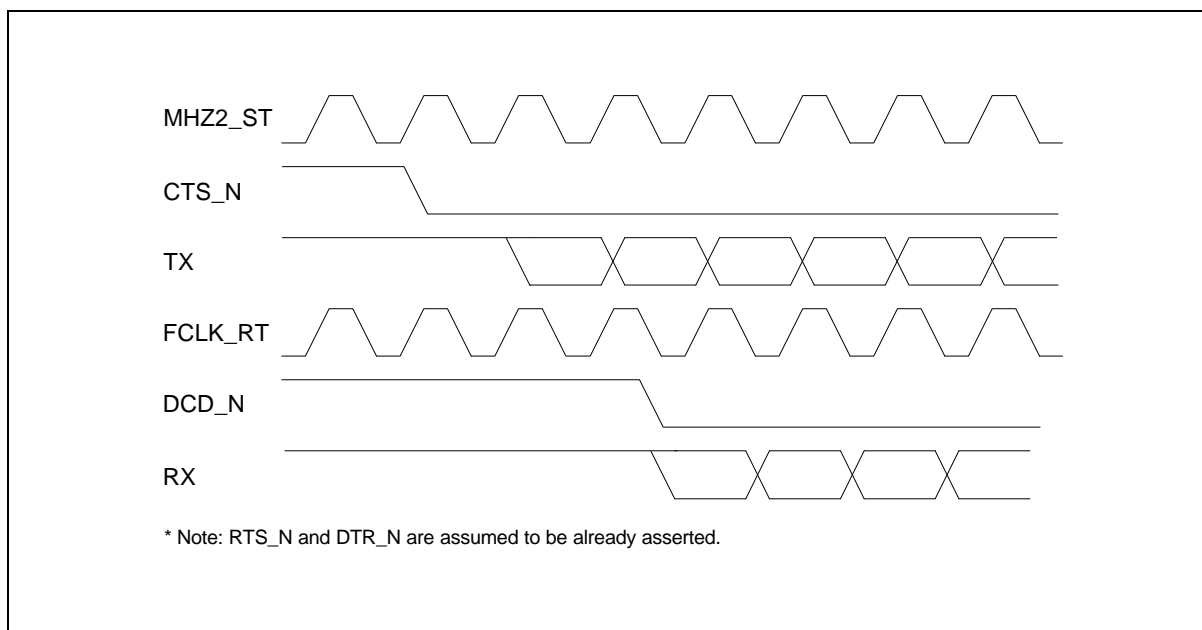 MHZ2_ST
CTS_N
TX
FCLK_RT
DCD_N
RX
* Note: RTS_N and DTR_N are assumed to be already asserted.